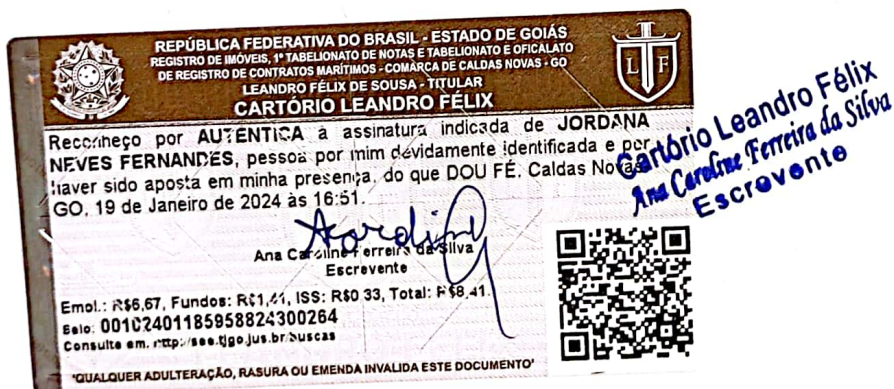 REPÚBLICA FEDERATIVA DO BRASIL - ESTADO DE GOIÁS
REGISTRO DE IMÓVEIS, 1º TABELIONATO DE NOTAS E TABELIONATO E OFICALATO
DE REGISTRO DE CONTRATOS MARÍTIMOS - COMARCA DE CALDAS NOVAS - GO
LEANDRO FÉLIX DE SOUSA - TITULAR
CARTÓRIO LEANDRO FÉLIX
L F
Reconheço por AUTÊNTICA a assinatura indicada de JORDANA
NEVES FERNANDES, pessoa por mim devidamente identificada e por
haver sido aposta em minha presença, do que DOU FÉ. Caldas Novas
GO, 19 de Janeiro de 2024 às 16:51.
Ana Caroline Ferreira da Silva
Escrevente
Emol.: R$6,67, Fundos: R$1,41, ISS: R$0 33, Total: R$8,41.
Selo: 00102401185958824300264
Consulte em. http://see.tjgo.jus.br/buscas
"QUALQUER ADULTERAÇÃO, RASURA OU EMENDA INVALIDA ESTE DOCUMENTO"
Cartório Leandro Félix
Ana Caroline Ferreira da Silva
Escrevente